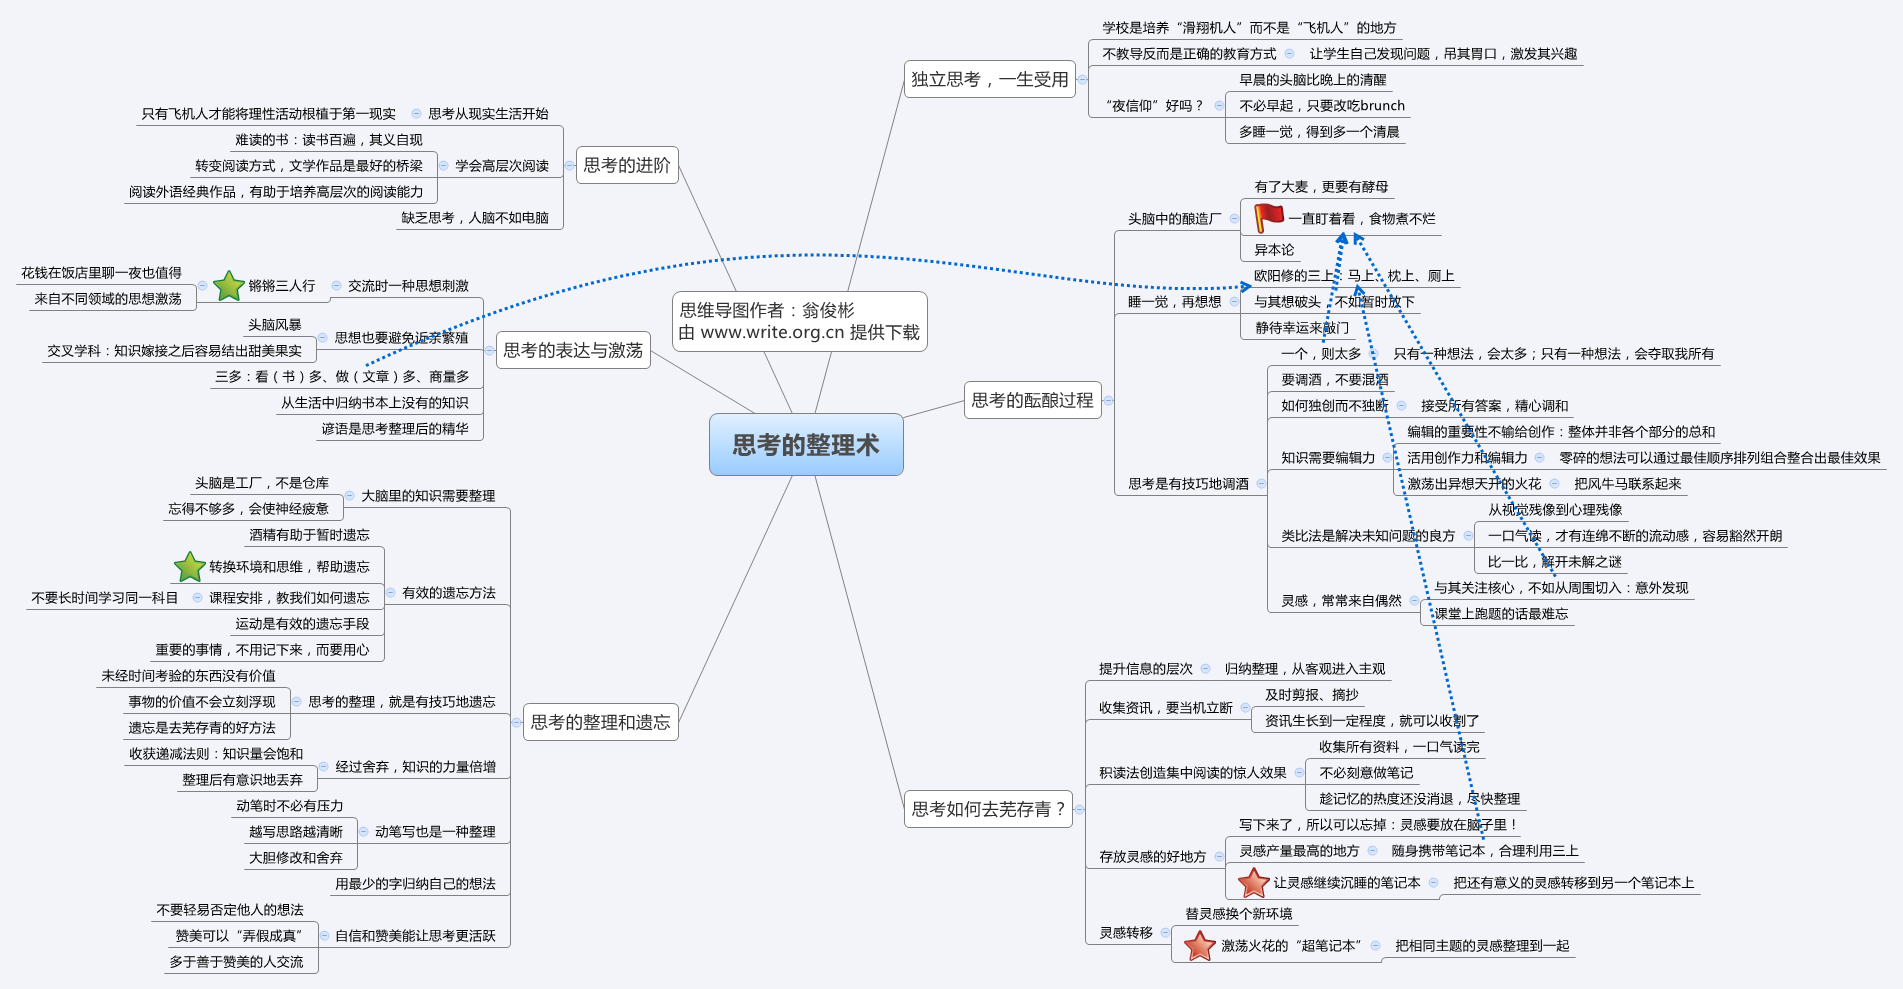 思考的整理术
思维导图作者：翁俊彬
由 www.write.org.cn 提供下载
独立思考，一生受用
学校是培养“滑翔机人”而不是“飞机人”的地方
不教导反而是正确的教育方式
让学生自己发现问题，吊其胃口，激发其兴趣
“夜信仰”好吗？
早晨的头脑比晚上的清醒
不必早起，只要改吃brunch
多睡一觉，得到多一个清晨
思考的酝酿过程
头脑中的酿造厂
有了大麦，更要有酵母
一直盯着看，食物煮不烂
异本论
睡一觉，再想想
欧阳修的三上：马上、枕上、厕上
与其想破头，不如暂时放下
静待幸运来敲门
思考是有技巧地调酒
一个，则太多
只有一种想法，会太多；只有一种想法，会夺取我所有
要调酒，不要混酒
如何独创而不独断
接受所有答案，精心调和
知识需要编辑力
编辑的重要性不输给创作：整体并非各个部分的总和
活用创作力和编辑力
零碎的想法可以通过最佳顺序排列组合整合出最佳效果
激荡出异想天开的火花
把风牛马联系起来
类比法是解决未知问题的良方
从视觉残像到心理残像
一口气读，才有连绵不断的流动感，容易豁然开朗
比一比，解开未解之谜
灵感，常常来自偶然
与其关注核心，不如从周围切入：意外发现
课堂上跑题的话最难忘
思考如何去芜存青？
提升信息的层次
归纳整理，从客观进入主观
收集资讯，要当机立断
及时剪报、摘抄
资讯生长到一定程度，就可以收割了
积读法创造集中阅读的惊人效果
收集所有资料，一口气读完
不必刻意做笔记
趁记忆的热度还没消退，尽快整理
存放灵感的好地方
写下来了，所以可以忘掉：灵感要放在脑子里！
灵感产量最高的地方
随身携带笔记本，合理利用三上
让灵感继续沉睡的笔记本
把还有意义的灵感转移到另一个笔记本上
灵感转移
替灵感换个新环境
激荡火花的“超笔记本”
把相同主题的灵感整理到一起
思考的进阶
思考从现实生活开始
只有飞机人才能将理性活动根植于第一现实
学会高层次阅读
难读的书：读书百遍，其义自现
转变阅读方式，文学作品是最好的桥梁
阅读外语经典作品，有助于培养高层次的阅读能力
缺乏思考，人脑不如电脑
思考的表达与激荡
交流时一种思想刺激
锵锵三人行
花钱在饭店里聊一夜也值得
来自不同领域的思想激荡
思想也要避免近亲繁殖
头脑风暴
交叉学科：知识嫁接之后容易结出甜美果实
三多：看（书）多、做（文章）多、商量多
从生活中归纳书本上没有的知识
谚语是思考整理后的精华
思考的整理和遗忘
大脑里的知识需要整理
头脑是工厂，不是仓库
忘得不够多，会使神经疲惫
有效的遗忘方法
酒精有助于暂时遗忘
转换环境和思维，帮助遗忘
课程安排，教我们如何遗忘
不要长时间学习同一科目
运动是有效的遗忘手段
重要的事情，不用记下来，而要用心
思考的整理，就是有技巧地遗忘
未经时间考验的东西没有价值
事物的价值不会立刻浮现
遗忘是去芜存青的好方法
经过舍弃，知识的力量倍增
收获递减法则：知识量会饱和
整理后有意识地丢弃
动笔写也是一种整理
动笔时不必有压力
越写思路越清晰
大胆修改和舍弃
用最少的字归纳自己的想法
自信和赞美能让思考更活跃
不要轻易否定他人的想法
赞美可以“弄假成真”
多于善于赞美的人交流